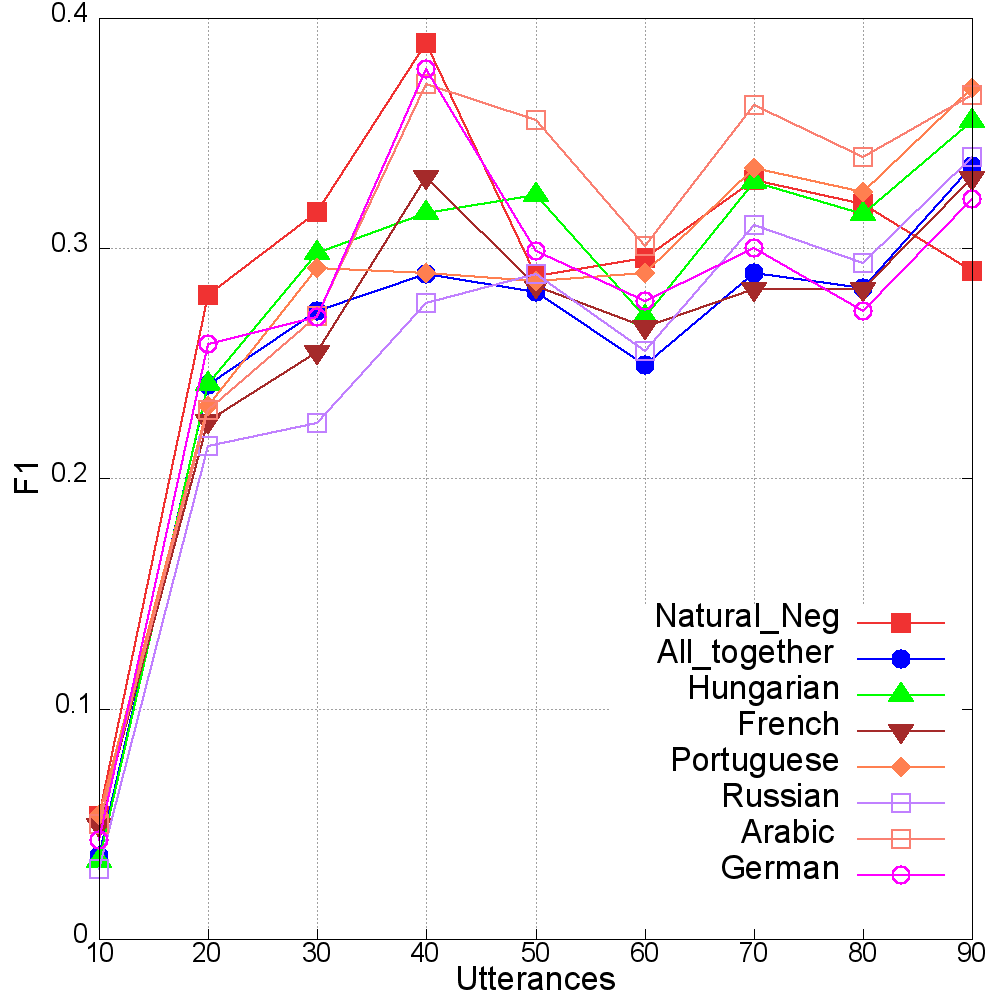 0.4
0.3
0.2
0.1
0
F1
10 20 30 40 50 60 70 80 90
Utterances
Natural_Neg
All_together
Hungarian
French
Portuguese
Russian
Arabic
German